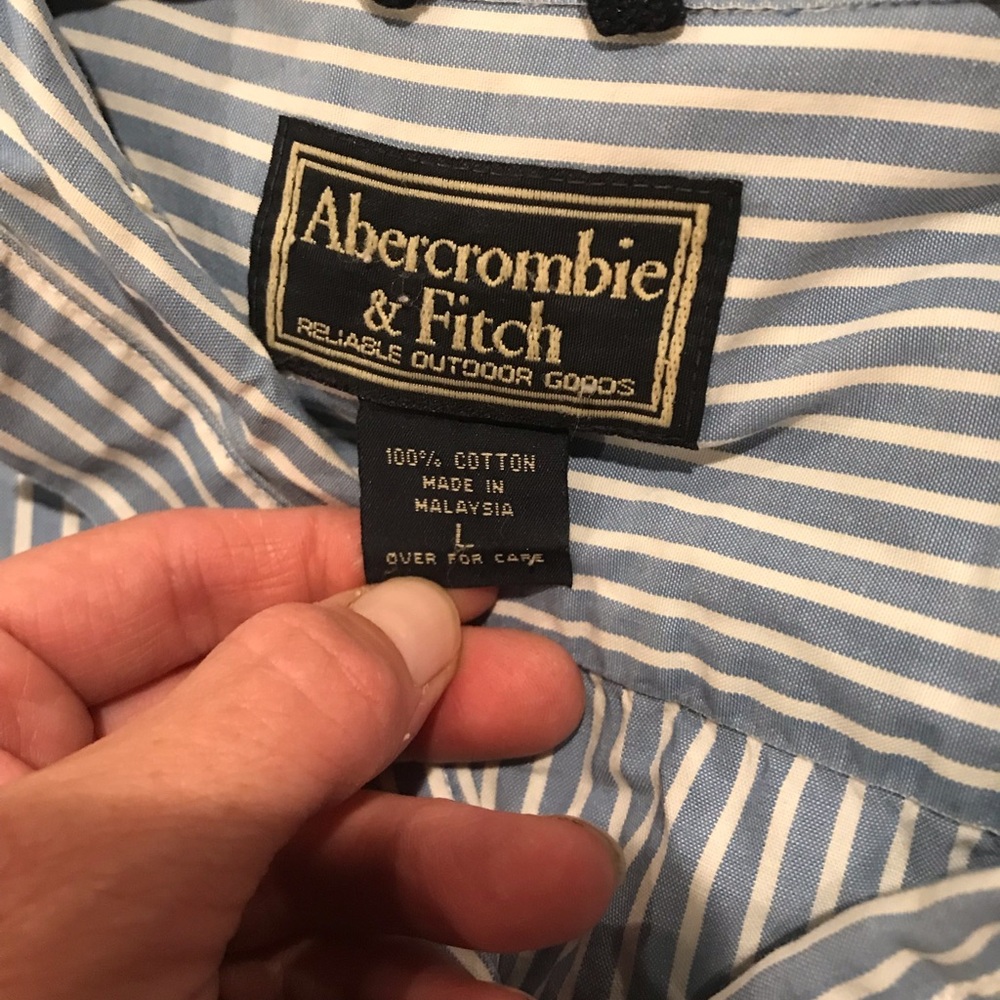 Abercrombie
& Fitch
RELIABLE OUTDOOR GOODS
100% COTTON
MADE IN
MALAYSIA
L
OVER FOR CARE